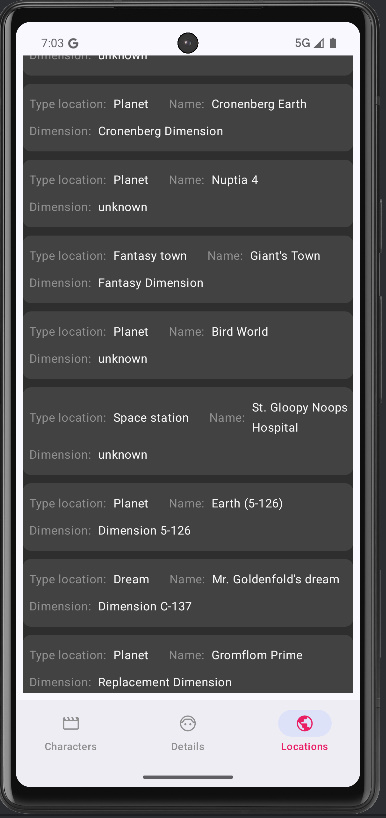 7:03 G 5G
Dimension: unknown
Type location: Planet Name: Cronenberg Earth
Dimension: Cronenberg Dimension
Type location: Planet Name: Nuptia 4
Dimension: unknown
Type location: Fantasy town Name: Giant's Town
Dimension: Fantasy Dimension
Type location: Planet Name: Bird World
Dimension: unknown
Type location: Space station Name: St. Gloopy Noops
Hospital
Dimension: unknown
Type location: Planet Name: Earth (5-126)
Dimension: Dimension 5-126
Type location: Dream Name: Mr. Goldenfold's dream
Dimension: Dimension C-137
Type location: Planet Name: Gromflom Prime
Dimension: Replacement Dimension
Characters Details Locations